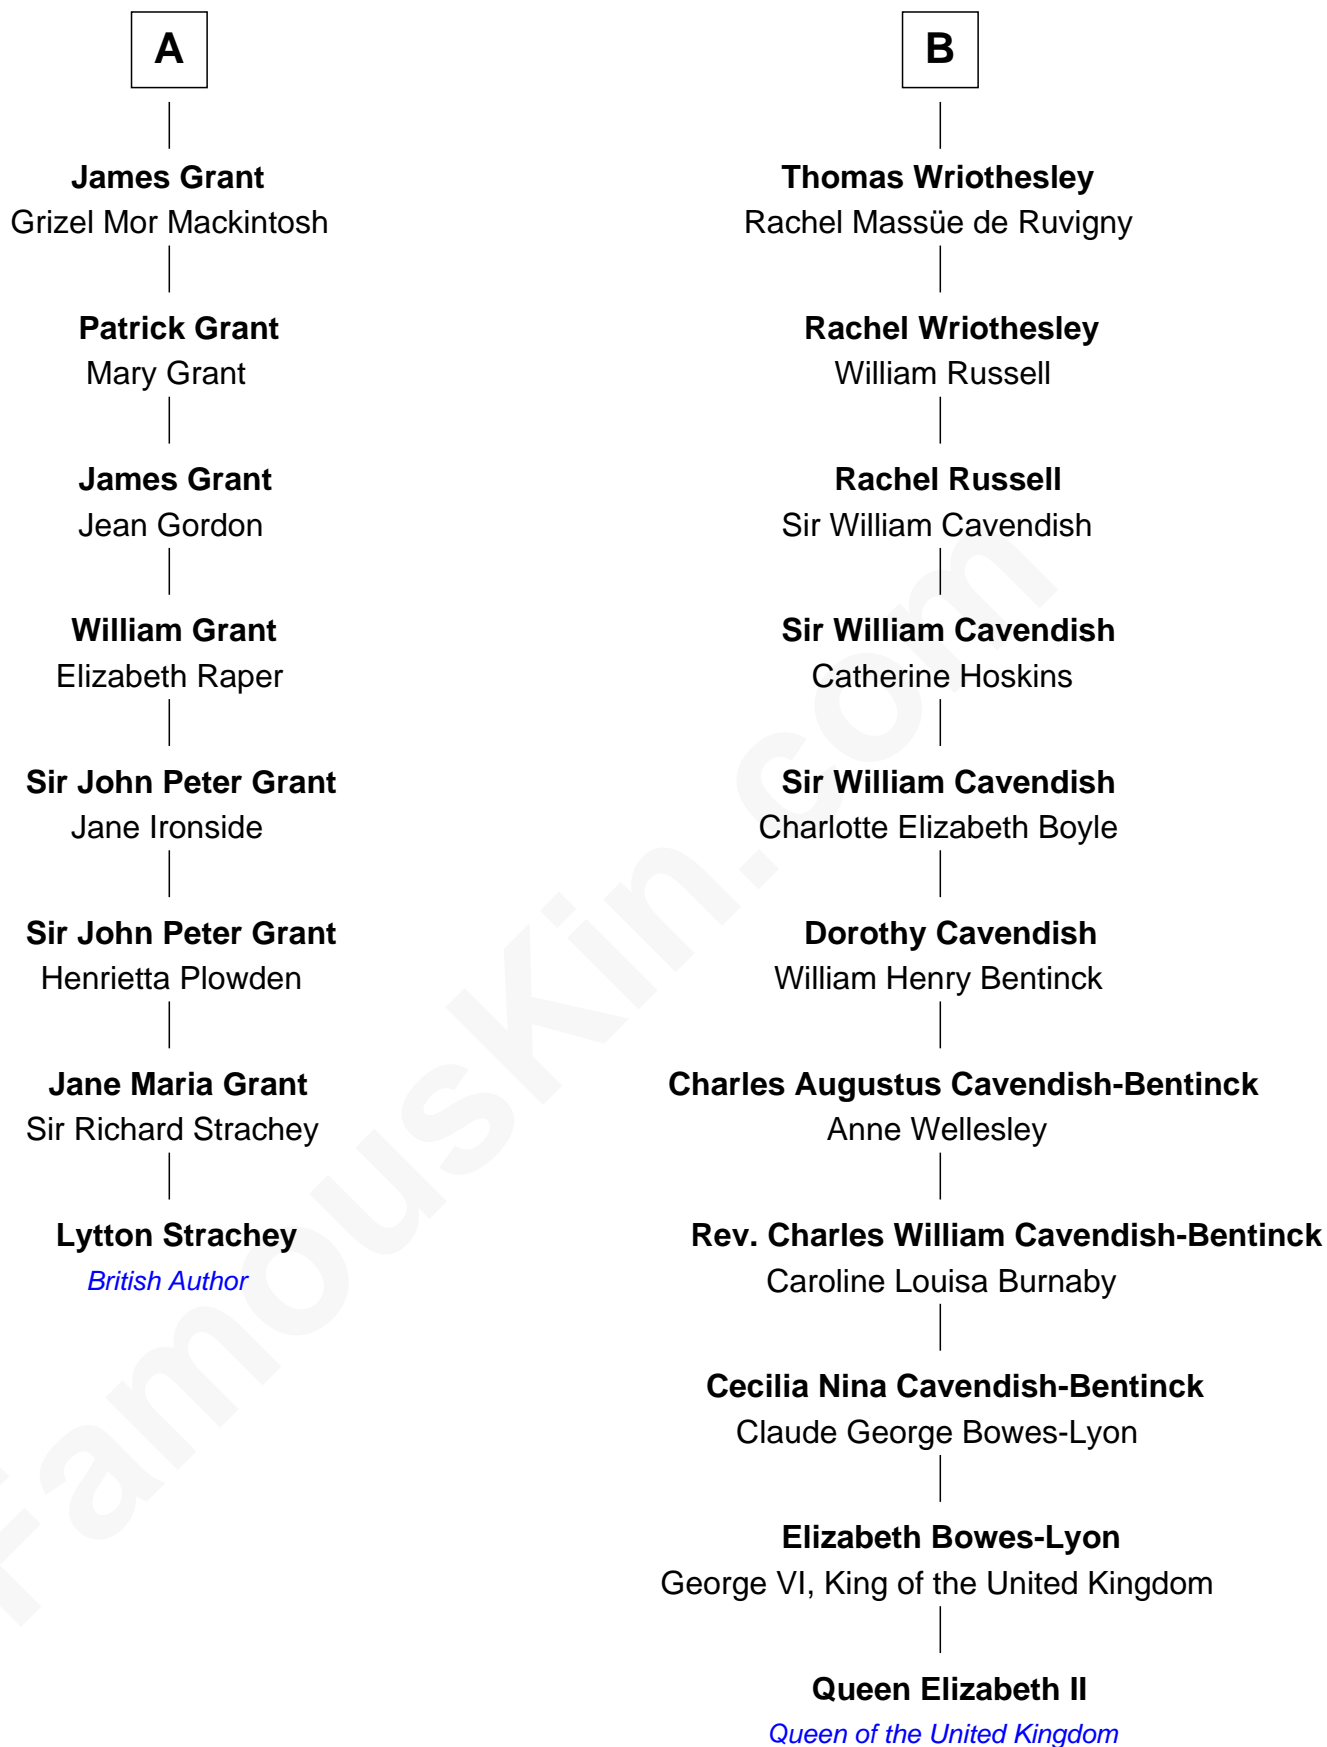 A
James Grant
Grizel Mor Mackintosh
Patrick Grant
Mary Grant
James Grant
Jean Gordon
William Grant
Elizabeth Raper
Sir John Peter Grant
Jane Ironside
Sir John Peter Grant
Henrietta Plowden
Jane Maria Grant
Sir Richard Strachey
Lytton Strachey
British Author
B
Thomas Wriothesley
Rachel Massüe de Ruvigny
Rachel Wriothesley
William Russell
Rachel Russell
Sir William Cavendish
Sir William Cavendish
Catherine Hoskins
Sir William Cavendish
Charlotte Elizabeth Boyle
Dorothy Cavendish
William Henry Bentinck
Charles Augustus Cavendish-Bentinck
Anne Wellesley
Rev. Charles William Cavendish-Bentinck
Caroline Louisa Burnaby
Cecilia Nina Cavendish-Bentinck
Claude George Bowes-Lyon
Elizabeth Bowes-Lyon
George VI, King of the United Kingdom
Queen Elizabeth II
Queen of the United Kingdom
FamousKin.com